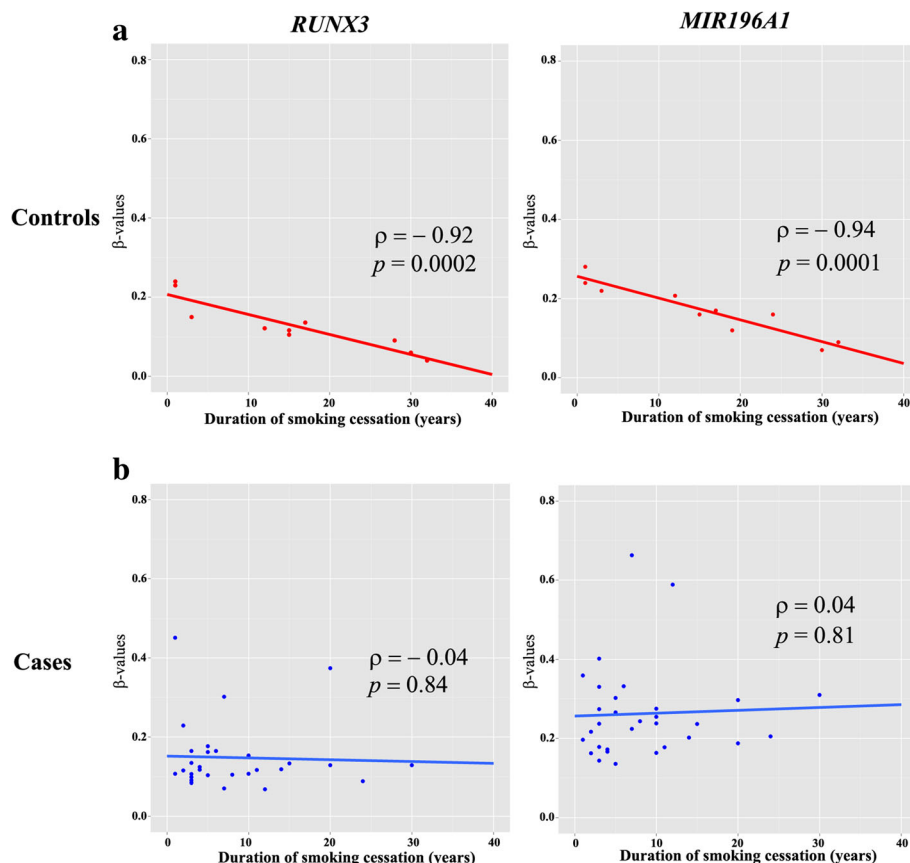 a
RUNX3
MIR196A1
Controls
β-values
0.8
0.6
0.4
0.2
0.0
ρ = – 0.92
p = 0.0002
0 10 20 30 40
Duration of smoking cessation (years)
β-values
0.8
0.6
0.4
0.2
0.0
ρ = – 0.94
p = 0.0001
0 10 20 30 40
Duration of smoking cessation (years)
b
Cases
β-values
0.8
0.6
0.4
0.2
0.0
ρ = – 0.04
p = 0.84
0 10 20 30 40
Duration of smoking cessation (years)
β-values
0.8
0.6
0.4
0.2
0.0
ρ = 0.04
p = 0.81
0 10 20 30 40
Duration of smoking cessation (years)